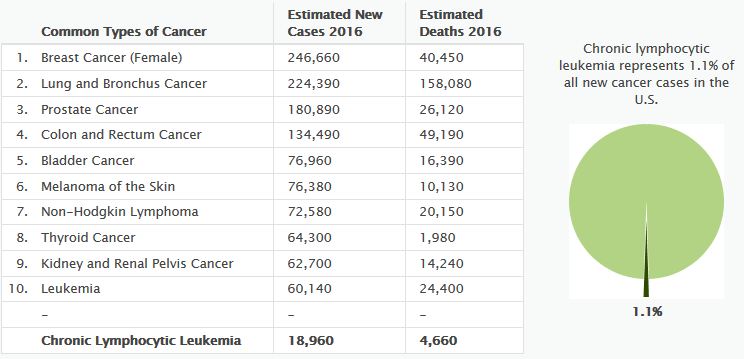 Common Types of Cancer Estimated New Cases 2016 Estimated Deaths 2016
1. Breast Cancer (Female) 246,660 40,450
2. Lung and Bronchus Cancer 224,390 158,080
3. Prostate Cancer 180,890 26,120
4. Colon and Rectum Cancer 134,490 49,190
5. Bladder Cancer 76,960 16,390
6. Melanoma of the Skin 76,380 10,130
7. Non-Hodgkin Lymphoma 72,580 20,150
8. Thyroid Cancer 64,300 1,980
9. Kidney and Renal Pelvis Cancer 62,700 14,240
10. Leukemia 60,140 24,400
- - -
Chronic Lymphocytic Leukemia 18,960 4,660
Chronic lymphocytic
leukemia represents 1.1% of
all new cancer cases in the
U.S.
1.1%